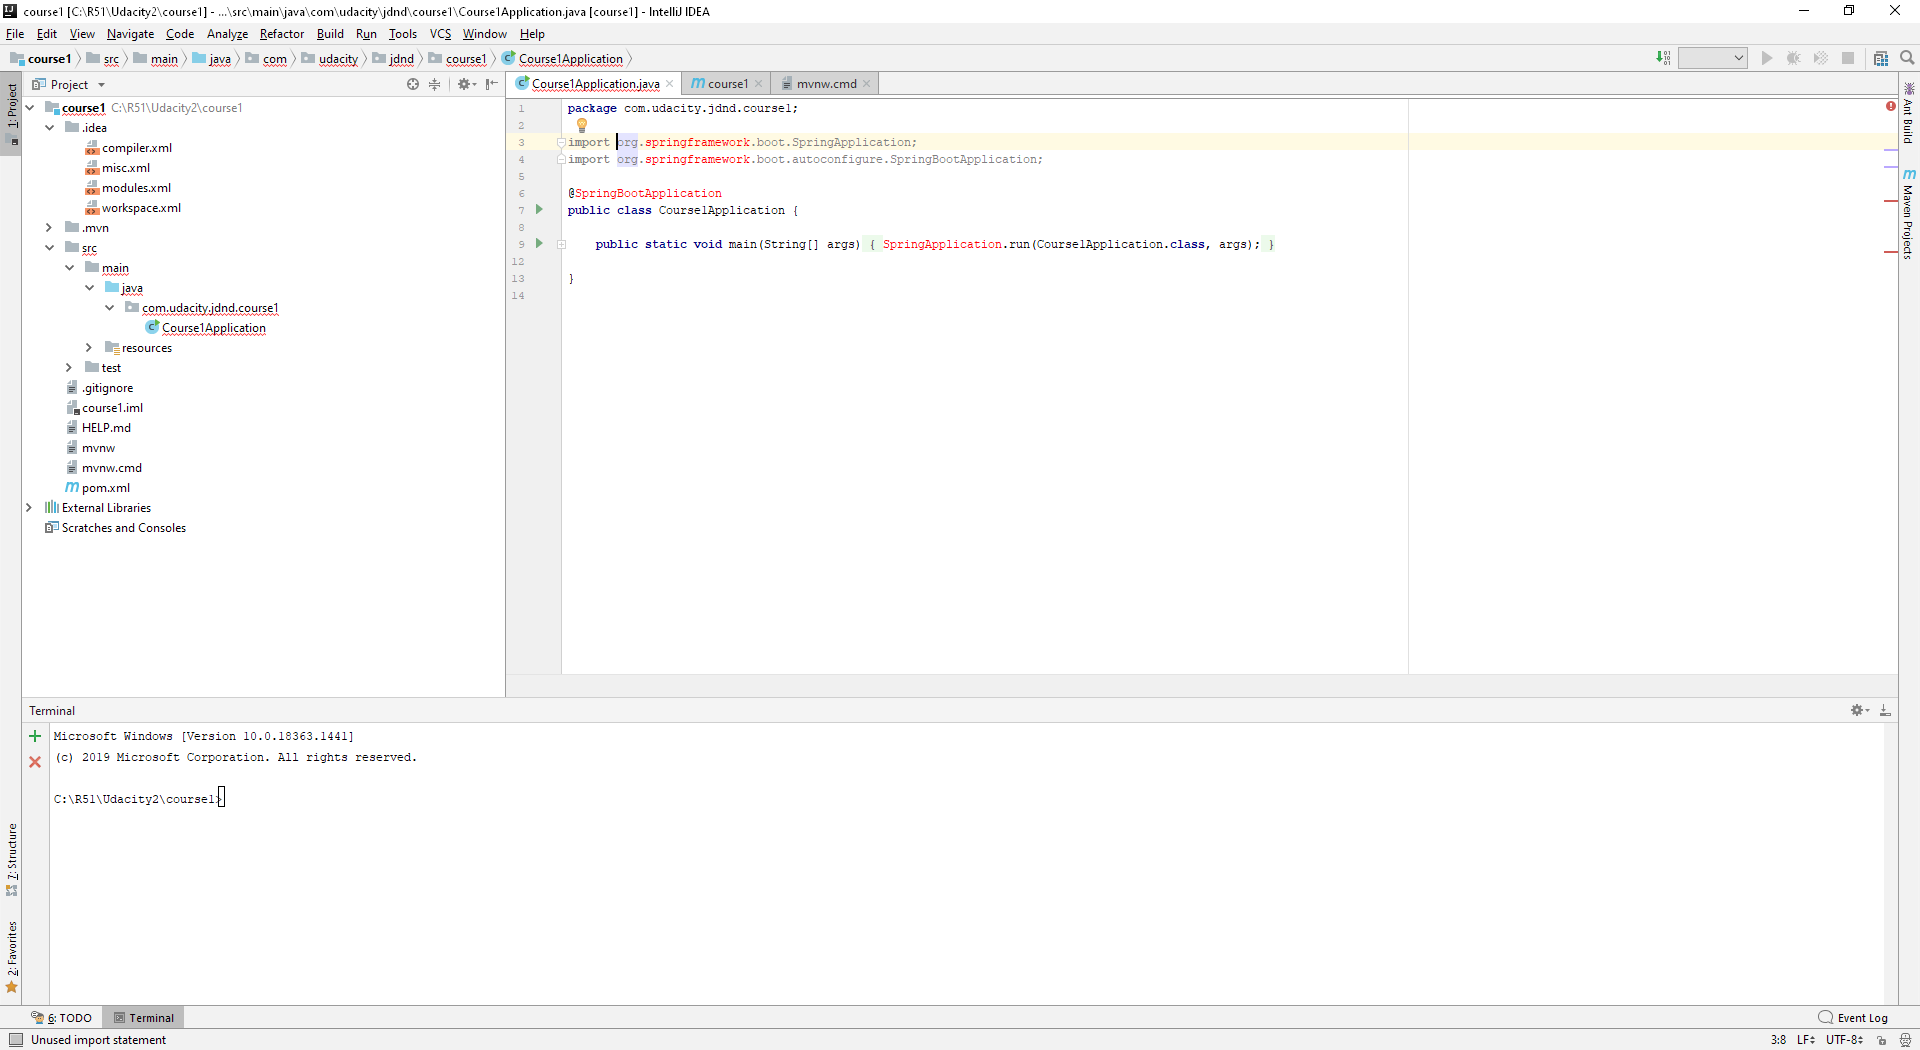 course1 [C:\R51\Udacity2\course1] - ...\src\main\java\com\udacity\jdnd\course1\Course1Application.java [course1] - IntelliJ IDEA
File Edit View Navigate Code Analyze Refactor Build Run Tools VCS Window Help
course1 src main java com udacity jdnd course1 Course1Application
Project
Course1Application.java course1 mvnw.cmd
1: Project
course1 C:\R51\Udacity2\course1
.idea
compiler.xml
misc.xml
modules.xml
workspace.xml
.mvn
src
main
java
com.udacity.jdnd.course1
Course1Application
resources
test
.gitignore
course1.iml
HELP.md
mvnw
mvnw.cmd
pom.xml
External Libraries
Scratches and Consoles
1 package com.udacity.jdnd.course1;
2
3 import org.springframework.boot.SpringApplication;
4 import org.springframework.boot.autoconfigure.SpringBootApplication;
5
6 @SpringBootApplication
7 public class Course1Application {
8
9 public static void main(String[] args) { SpringApplication.run(Course1Application.class, args); }
12
13 }
14
Ant Build
Maven Projects
Terminal
Microsoft Windows [Version 10.0.18363.1441]
(c) 2019 Microsoft Corporation. All rights reserved.
C:\R51\Udacity2\course1>
7: Structure
2: Favorites
6: TODO Terminal Event Log
Unused import statement 3:8 LF UTF-8